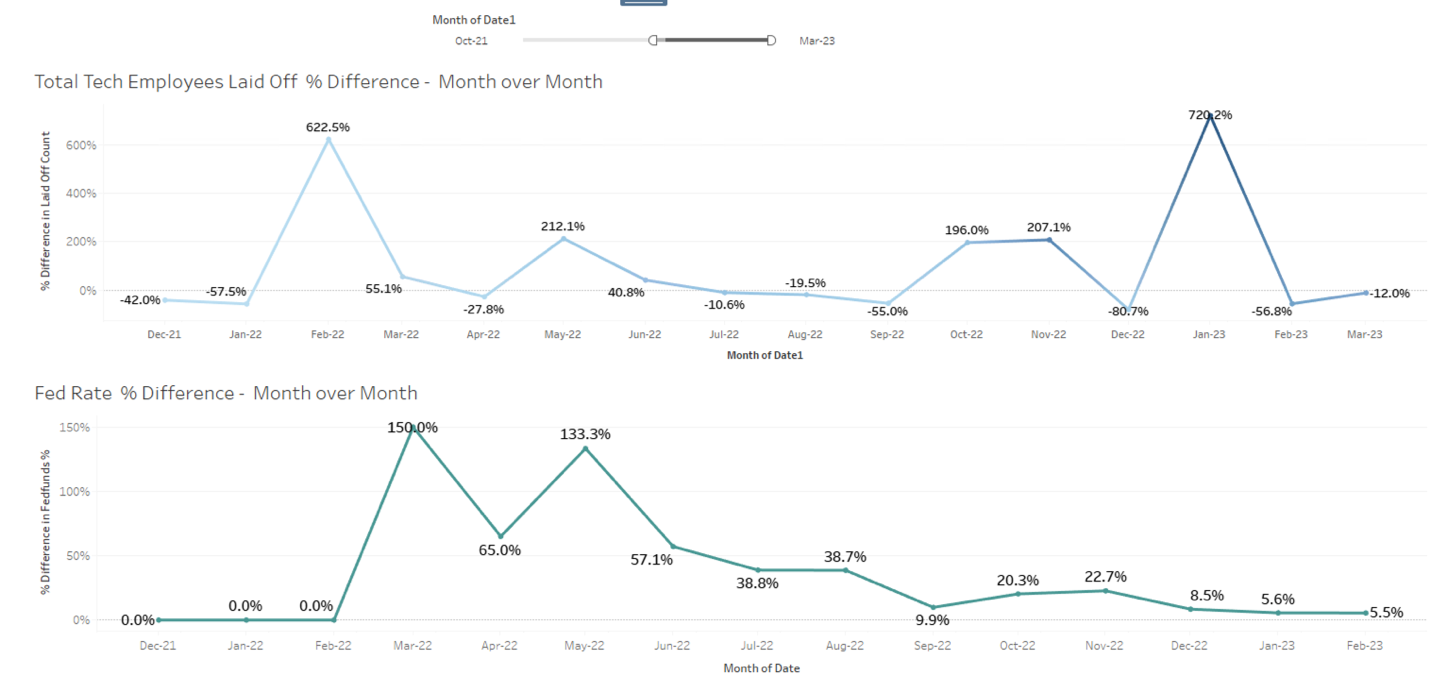 Month of Date1
Oct-21 Mar-23
Total Tech Employees Laid Off % Difference - Month over Month
% Difference in Laid Off Count
600%
400%
200%
0%
-42.0% -57.5% 622.5% 55.1% -27.8% 212.1% 40.8% -10.6% -19.5% -55.0% 196.0% 207.1% -80.7% 720.2% -56.8% -12.0%
Dec-21 Jan-22 Feb-22 Mar-22 Apr-22 May-22 Jun-22 Jul-22 Aug-22 Sep-22 Oct-22 Nov-22 Dec-22 Jan-23 Feb-23 Mar-23
Month of Date1
Fed Rate % Difference - Month over Month
% Difference in Fedfunds %
150%
100%
50%
0%
0.0% 0.0% 0.0% 150.0% 65.0% 133.3% 57.1% 38.8% 38.7% 9.9% 20.3% 22.7% 8.5% 5.6% 5.5%
Dec-21 Jan-22 Feb-22 Mar-22 Apr-22 May-22 Jun-22 Jul-22 Aug-22 Sep-22 Oct-22 Nov-22 Dec-22 Jan-23 Feb-23
Month of Date